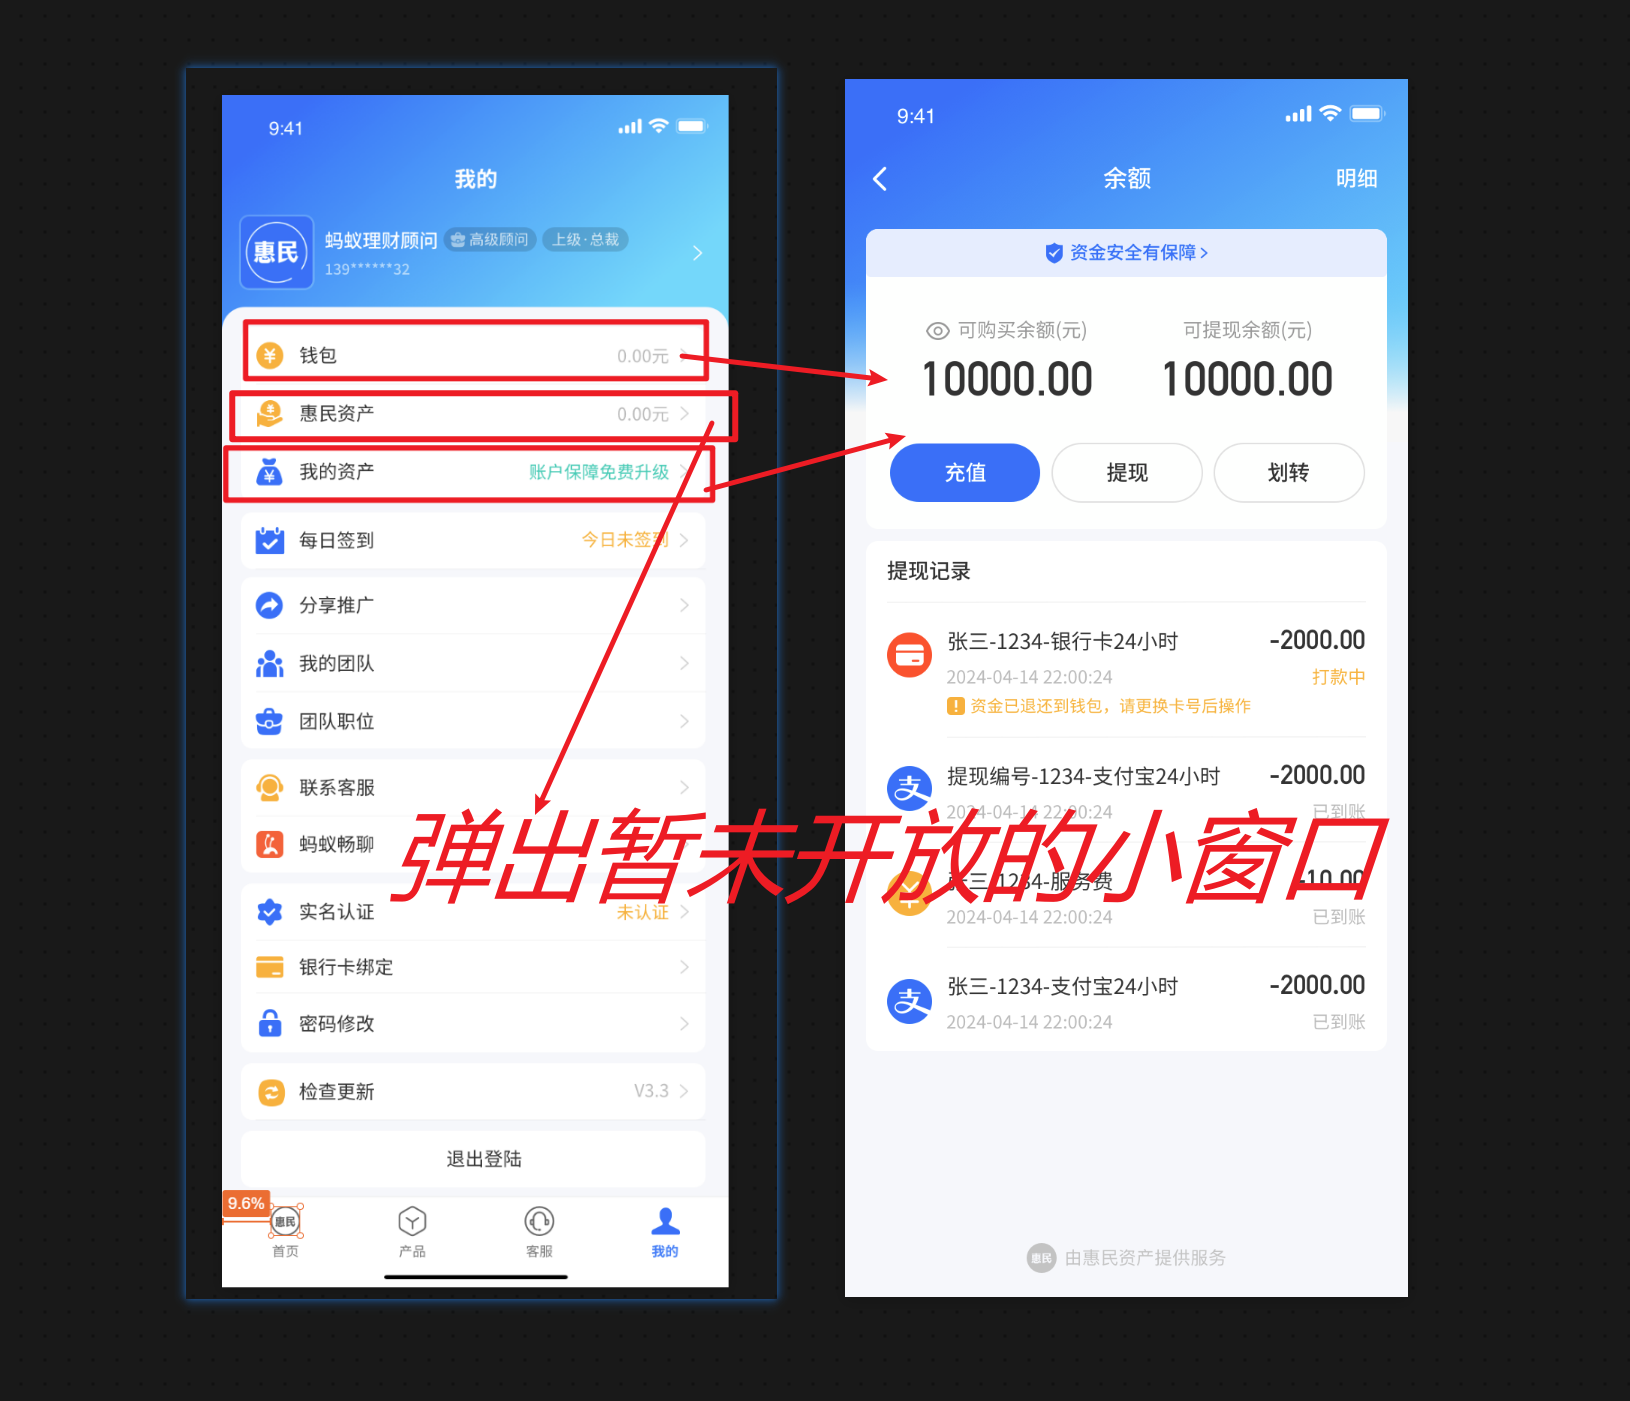 9:41
我的
惠民
蚂蚁理财顾问
高级顾问
上级·总裁
139******32
钱包
0.00元
惠民资产
0.00元
我的资产
账户保障免费升级
每日签到
今日未签到
分享推广
我的团队
团队职位
联系客服
蚂蚁畅聊
实名认证
未认证
银行卡绑定
密码修改
检查更新
V3.3
退出登陆
9.6%
惠民
首页
产品
客服
我的
弹出暂未开放的小窗口
9:41
余额
明细
资金安全有保障
可购买余额(元)
可提现余额(元)
10000.00
10000.00
充值
提现
划转
提现记录
张三-1234-银行卡24小时
-2000.00
2024-04-14 22:00:24
打款中
资金已退还到钱包，请更换卡号后操作
提现编号-1234-支付宝24小时
-2000.00
2024-04-14 22:00:24
已到账
张三-1234-服务费
-10.00
2024-04-14 22:00:24
已到账
张三-1234-支付宝24小时
-2000.00
2024-04-14 22:00:24
已到账
惠民
由惠民资产提供服务